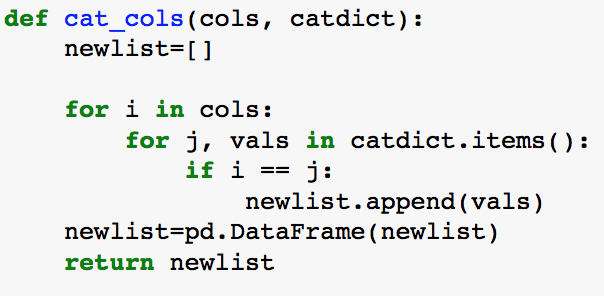 def cat_cols(cols, catdict):
    newlist=[]

    for i in cols:
        for j, vals in catdict.items():
            if i == j:
                newlist.append(vals)
    newlist=pd.DataFrame(newlist)
    return newlist